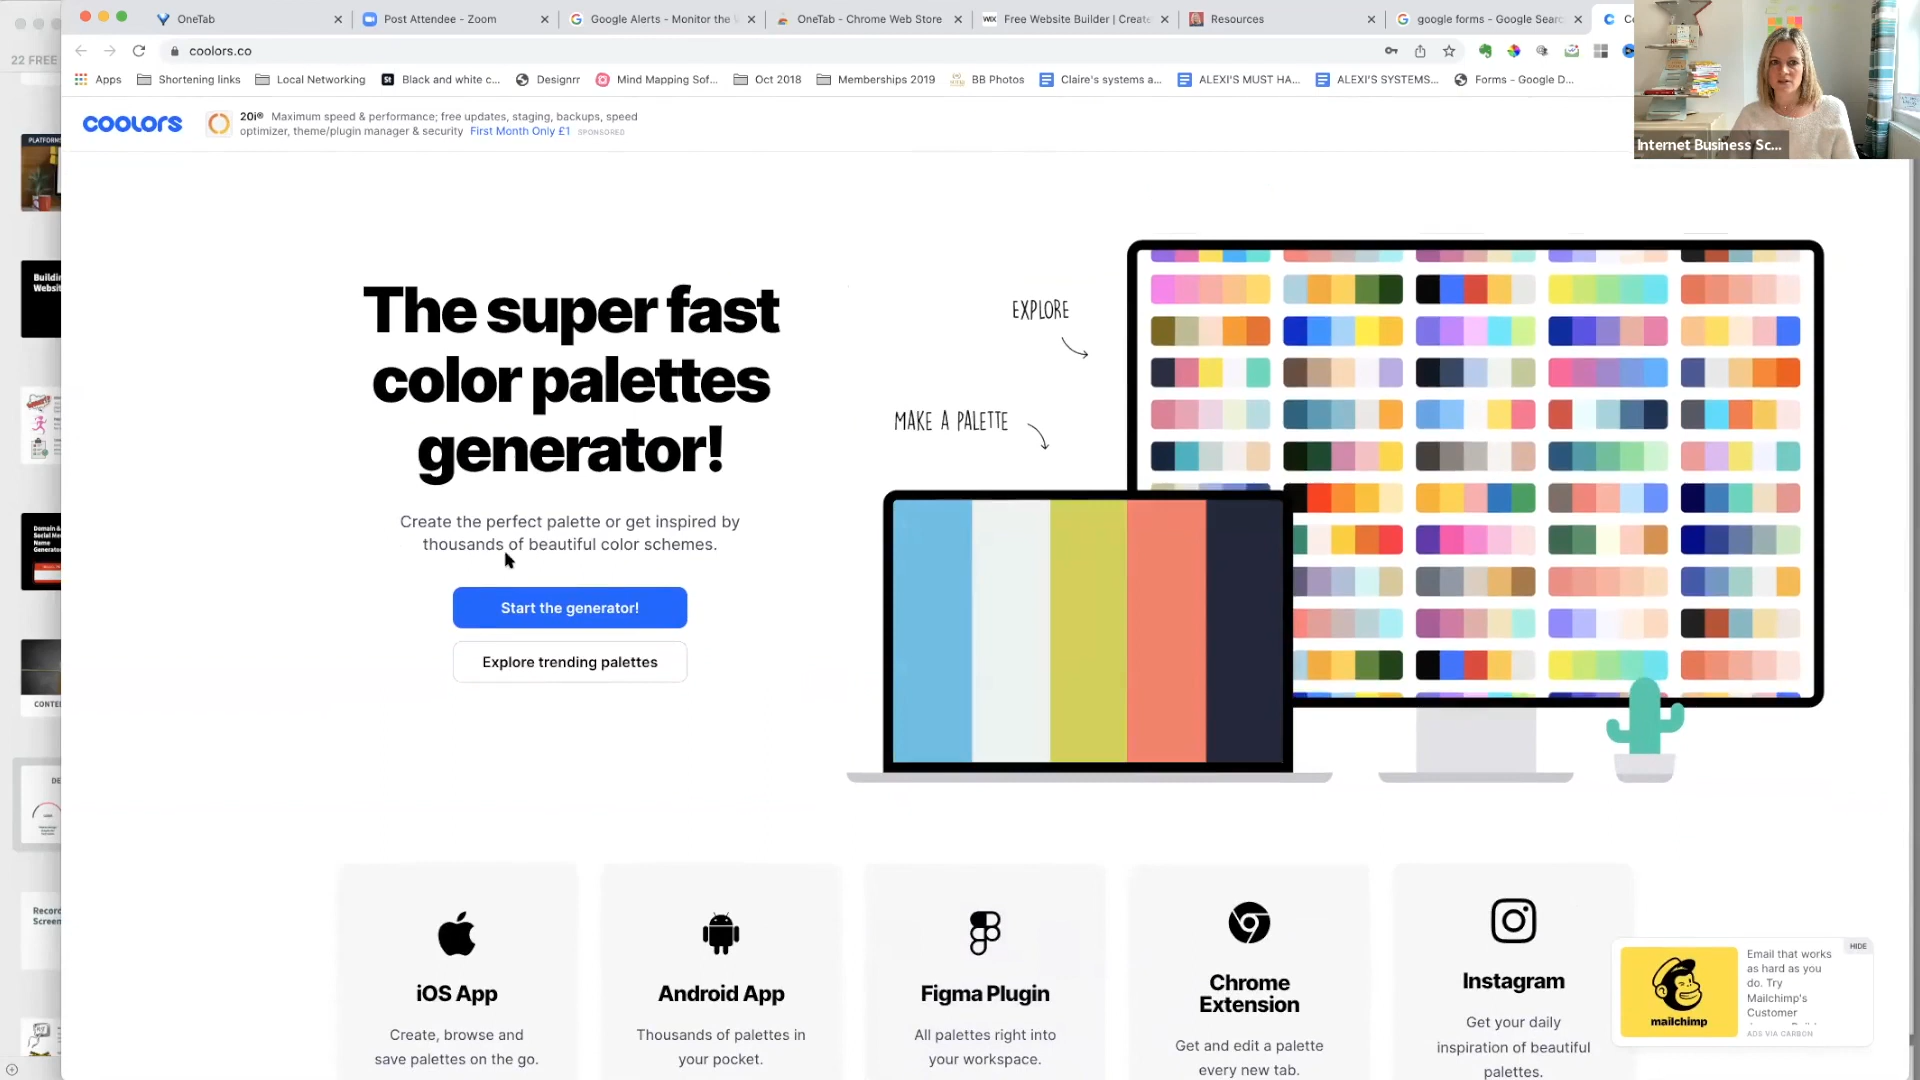 OneTab
Post Attendee - Zoom
Google Alerts - Monitor the
OneTab - Chrome Web Store
Free Website Builder | Create
Resources
google forms - Google Searc
22 FREE
coolors.co
Apps
Shortening links
Local Networking
Black and white c...
Designrr
Mind Mapping Sof...
Oct 2018
Memberships 2019
BB Photos
Claire's systems a...
ALEXI'S MUST HA...
ALEXI'S SYSTEMS...
Forms - Google D...
Internet Business Sc...
coolors
20i® Maximum speed & performance; free updates, staging, backups, speed
optimizer, theme/plugin manager & security First Month Only £1 SPONSORED
The super fast
color palettes
generator!
Create the perfect palette or get inspired by
thousands of beautiful color schemes.
Start the generator!
Explore trending palettes
EXPLORE
MAKE A PALETTE
iOS App
Create, browse and
save palettes on the go.
Android App
Thousands of palettes in
your pocket.
Figma Plugin
All palettes right into
your workspace.
Chrome
Extension
Get and edit a palette
every new tab.
Instagram
Get your daily
inspiration of beautiful
palettes.
HIDE
mailchimp
Email that works
as hard as you
do. Try
Mailchimp's
Customer
ADS VIA CARBON